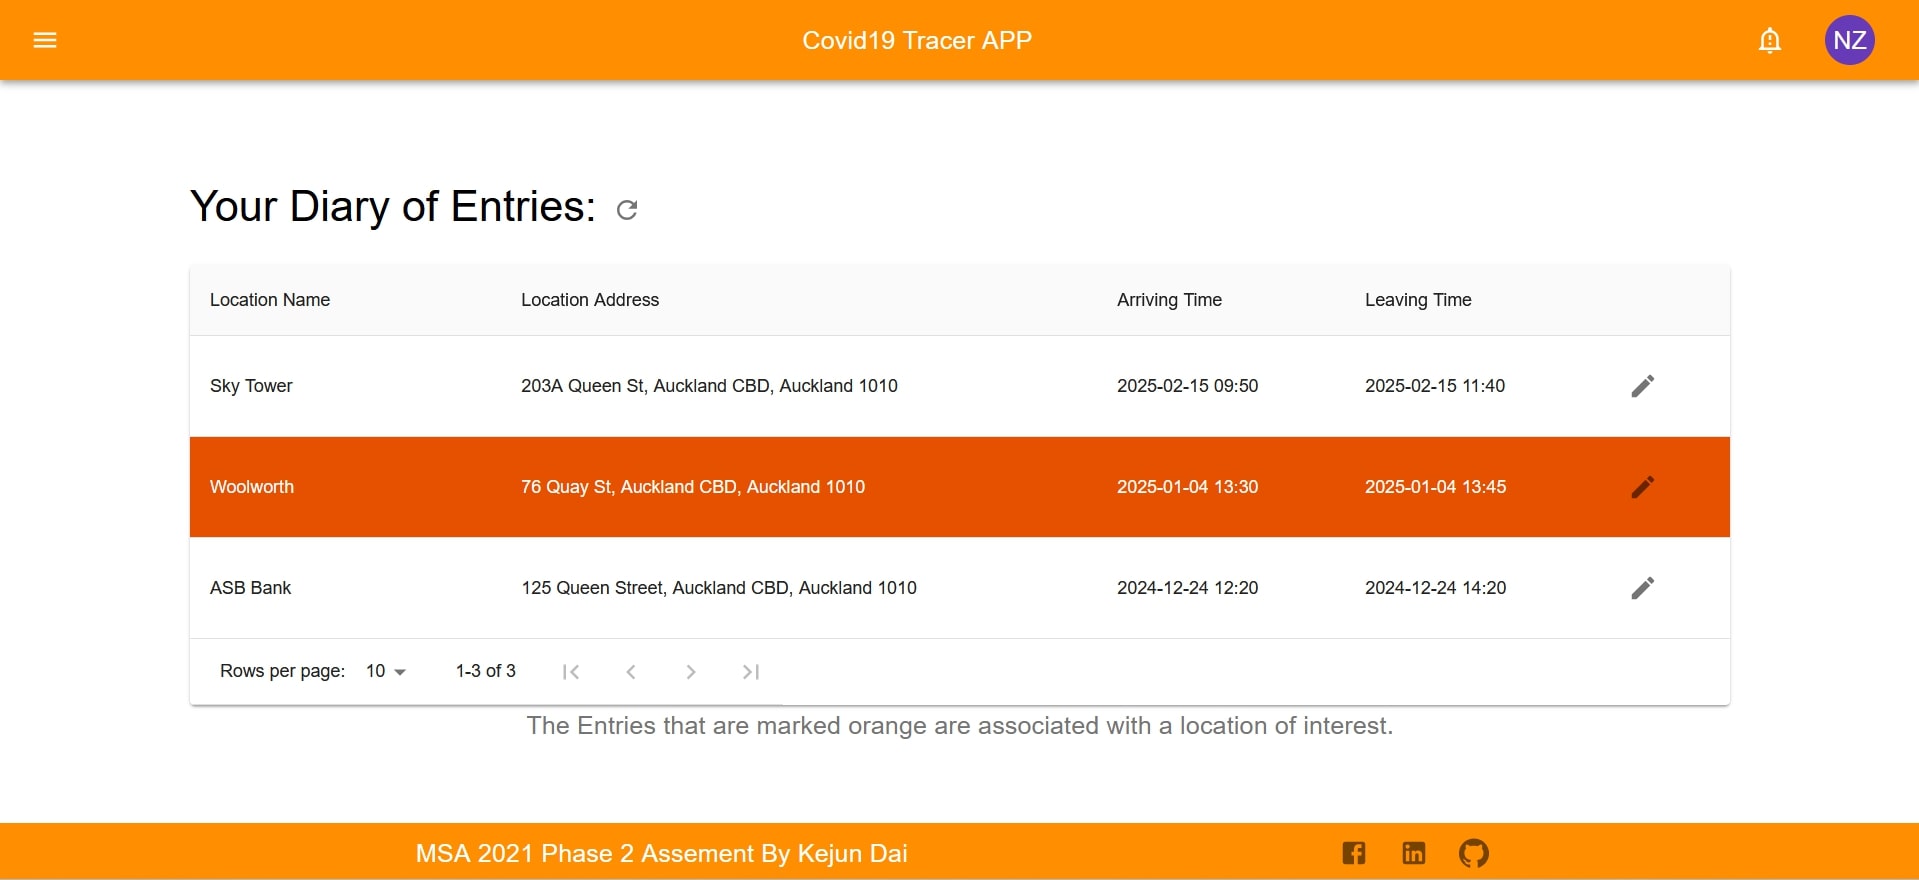 Covid19 Tracer APP
NZ
Your Diary of Entries:
Location Name Location Address Arriving Time Leaving Time
Sky Tower 203A Queen St, Auckland CBD, Auckland 1010 2025-02-15 09:50 2025-02-15 11:40
Woolworth 76 Quay St, Auckland CBD, Auckland 1010 2025-01-04 13:30 2025-01-04 13:45
ASB Bank 125 Queen Street, Auckland CBD, Auckland 1010 2024-12-24 12:20 2024-12-24 14:20
Rows per page: 10 1-3 of 3
The Entries that are marked orange are associated with a location of interest.
MSA 2021 Phase 2 Assement By Kejun Dai